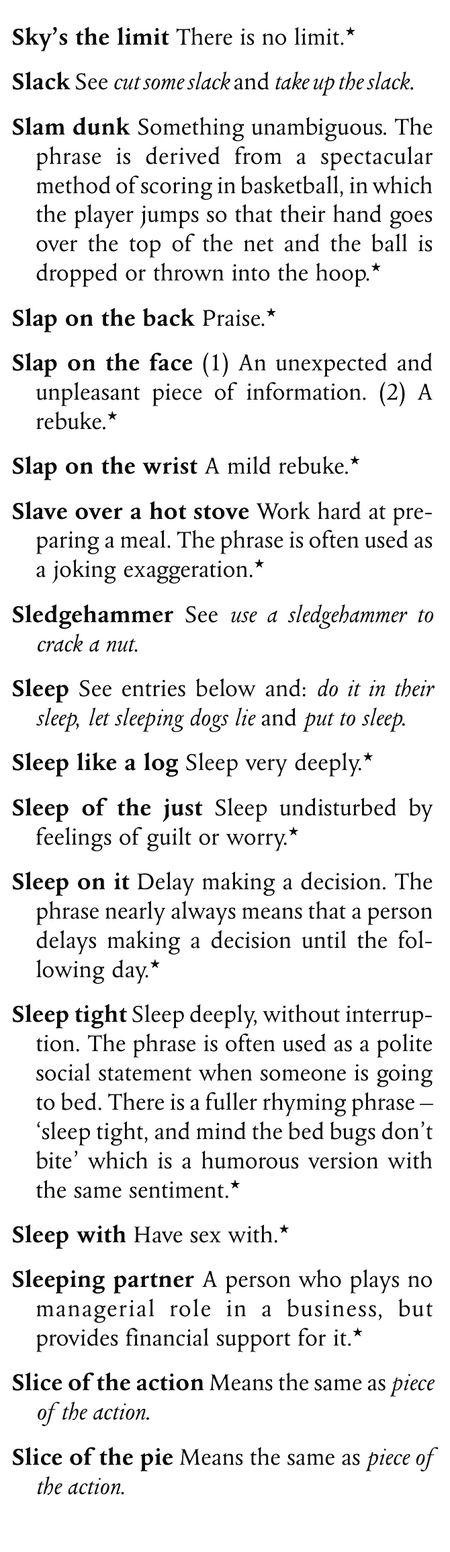 Sky’s the limit There is no limit.★
Slack See cut some slack and take up the slack.
Slam dunk Something unambiguous. The
phrase is derived from a spectacular
method of scoring in basketball, in which
the player jumps so that their hand goes
over the top of the net and the ball is
dropped or thrown into the hoop.★
Slap on the back Praise.★
Slap on the face (1) An unexpected and
unpleasant piece of information. (2) A
rebuke.★
Slap on the wrist A mild rebuke.★
Slave over a hot stove Work hard at pre-
paring a meal. The phrase is often used as
a joking exaggeration.★
Sledgehammer See use a sledgehammer to
crack a nut.
Sleep See entries below and: do it in their
sleep, let sleeping dogs lie and put to sleep.
Sleep like a log Sleep very deeply.★
Sleep of the just Sleep undisturbed by
feelings of guilt or worry.★
Sleep on it Delay making a decision. The
phrase nearly always means that a person
delays making a decision until the fol-
lowing day.★
Sleep tight Sleep deeply, without interrup-
tion. The phrase is often used as a polite
social statement when someone is going
to bed. There is a fuller rhyming phrase –
‘sleep tight, and mind the bed bugs don’t
bite’ which is a humorous version with
the same sentiment.★
Sleep with Have sex with.★
Sleeping partner A person who plays no
managerial role in a business, but
provides financial support for it.★
Slice of the action Means the same as piece
of the action.
Slice of the pie Means the same as piece of
the action.